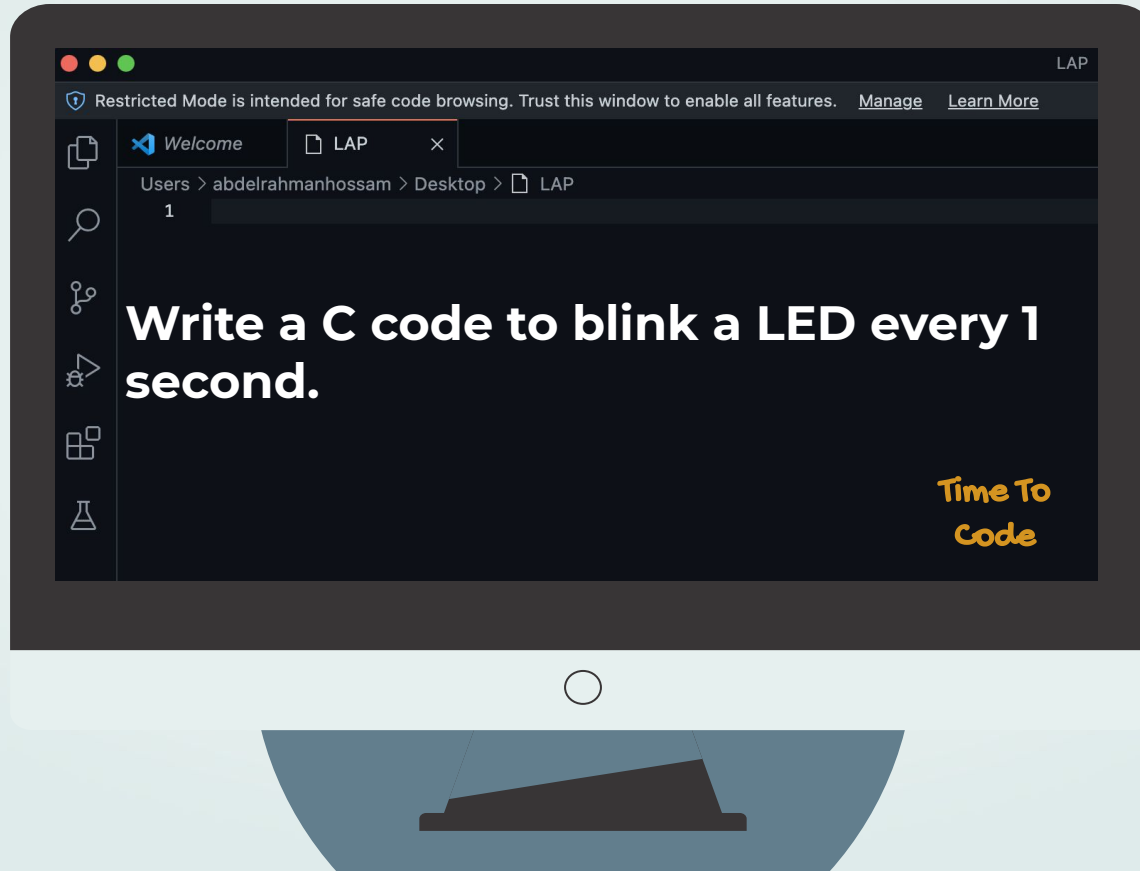 LAP
Restricted Mode is intended for safe code browsing. Trust this window to enable all features. Manage Learn More
Welcome LAP
Users > abdelrahmanhossam > Desktop > LAP
1
Write a C code to blink a LED every 1
second.
Time To
Code